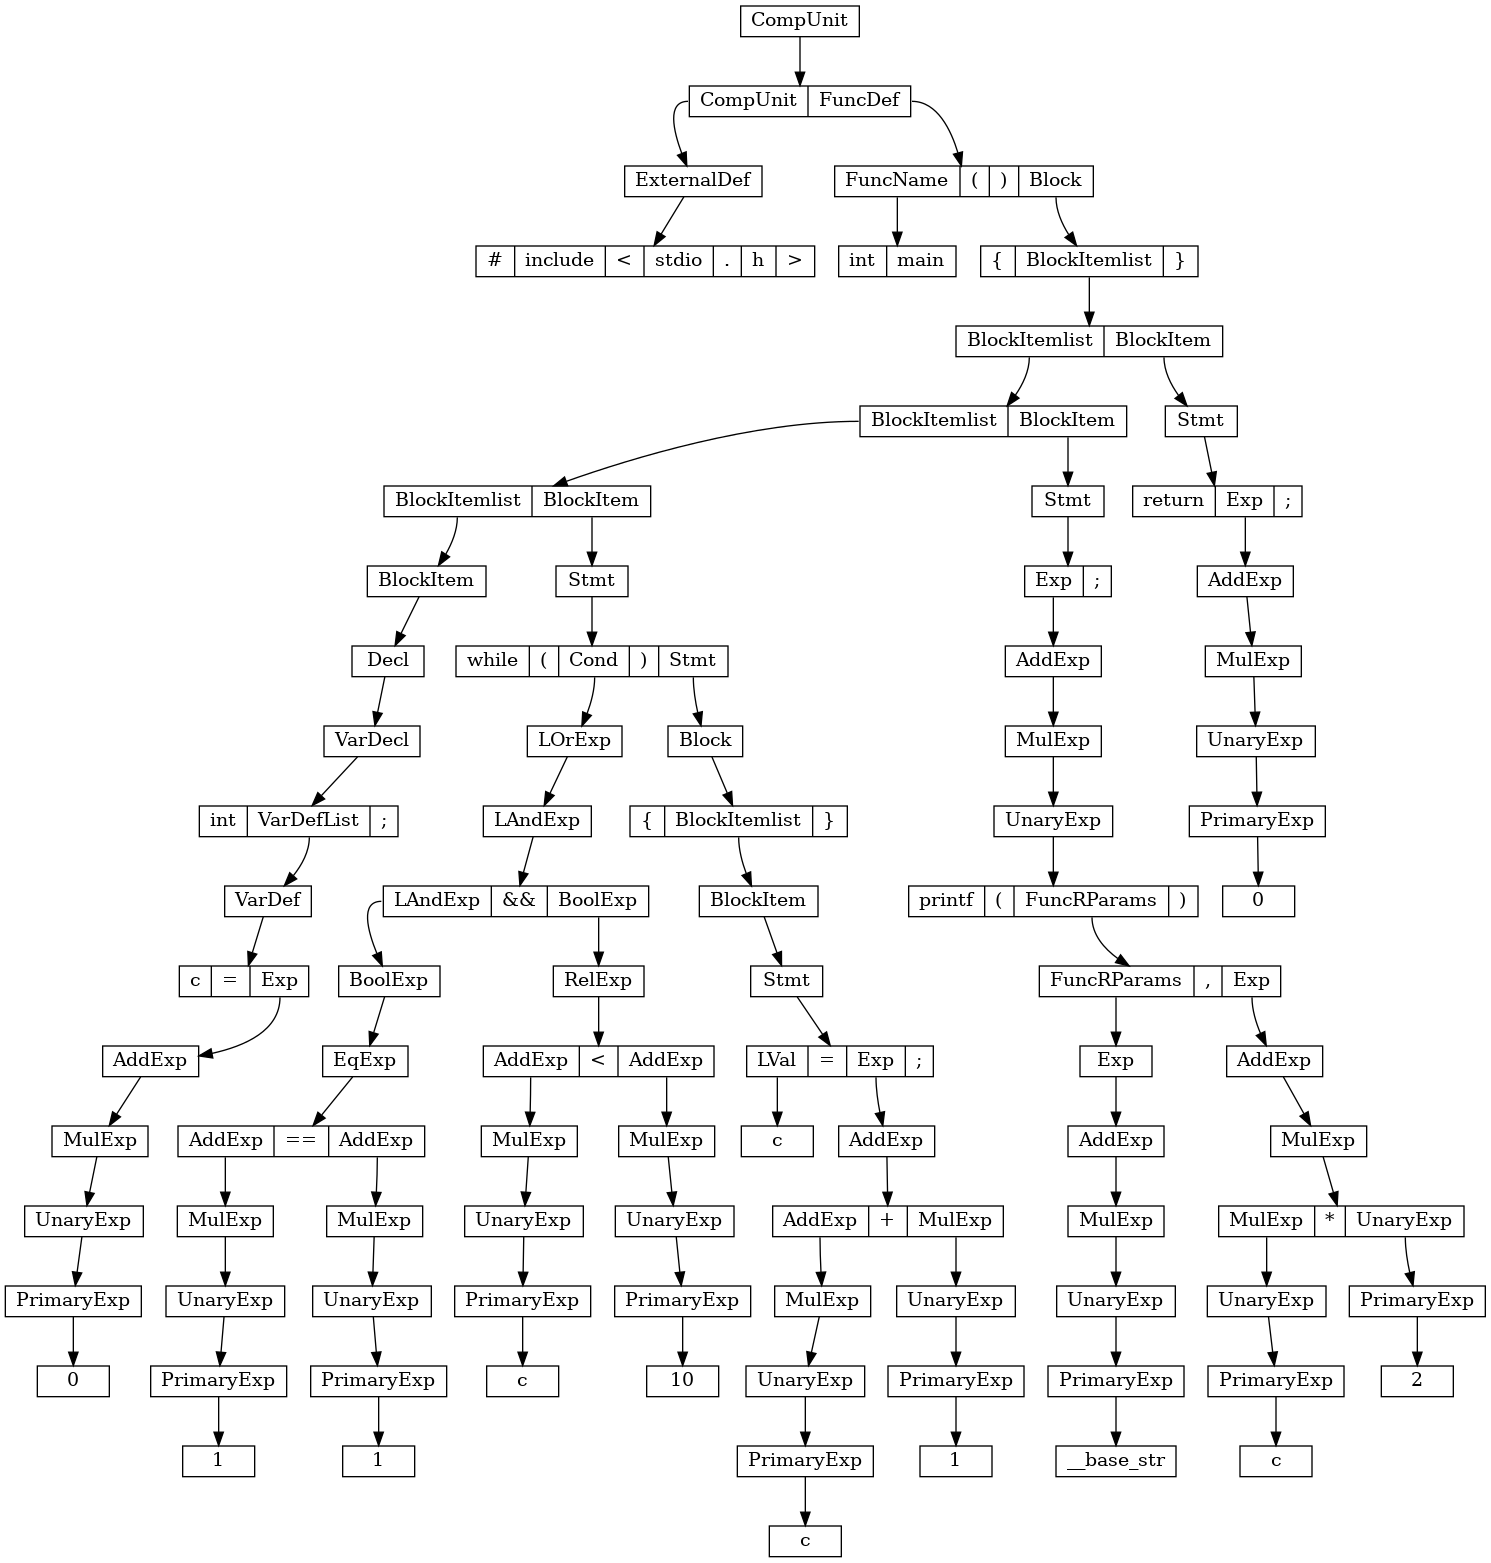 CompUnit
CompUnit FuncDef
ExternalDef FuncName ( ) Block
# include < stdio . h > int main { BlockItemlist }
BlockItemlist BlockItem
BlockItemlist BlockItem Stmt
BlockItemlist BlockItem Stmt return Exp ;
BlockItem Stmt Exp ; AddExp
Decl while ( Cond ) Stmt AddExp MulExp
VarDecl LOrExp Block MulExp UnaryExp
int VarDefList ; LAndExp { BlockItemlist } UnaryExp PrimaryExp
VarDef LAndExp && BoolExp BlockItem printf ( FuncRParams ) 0
c = Exp BoolExp RelExp Stmt FuncRParams , Exp
AddExp EqExp AddExp < AddExp LVal = Exp ; Exp AddExp
MulExp AddExp == AddExp MulExp MulExp c AddExp AddExp MulExp
UnaryExp MulExp MulExp UnaryExp UnaryExp AddExp + MulExp MulExp MulExp * UnaryExp
PrimaryExp UnaryExp UnaryExp PrimaryExp PrimaryExp MulExp UnaryExp UnaryExp UnaryExp PrimaryExp
0 PrimaryExp PrimaryExp c 10 UnaryExp PrimaryExp PrimaryExp PrimaryExp 2
1 1 PrimaryExp 1 __base_str c
c